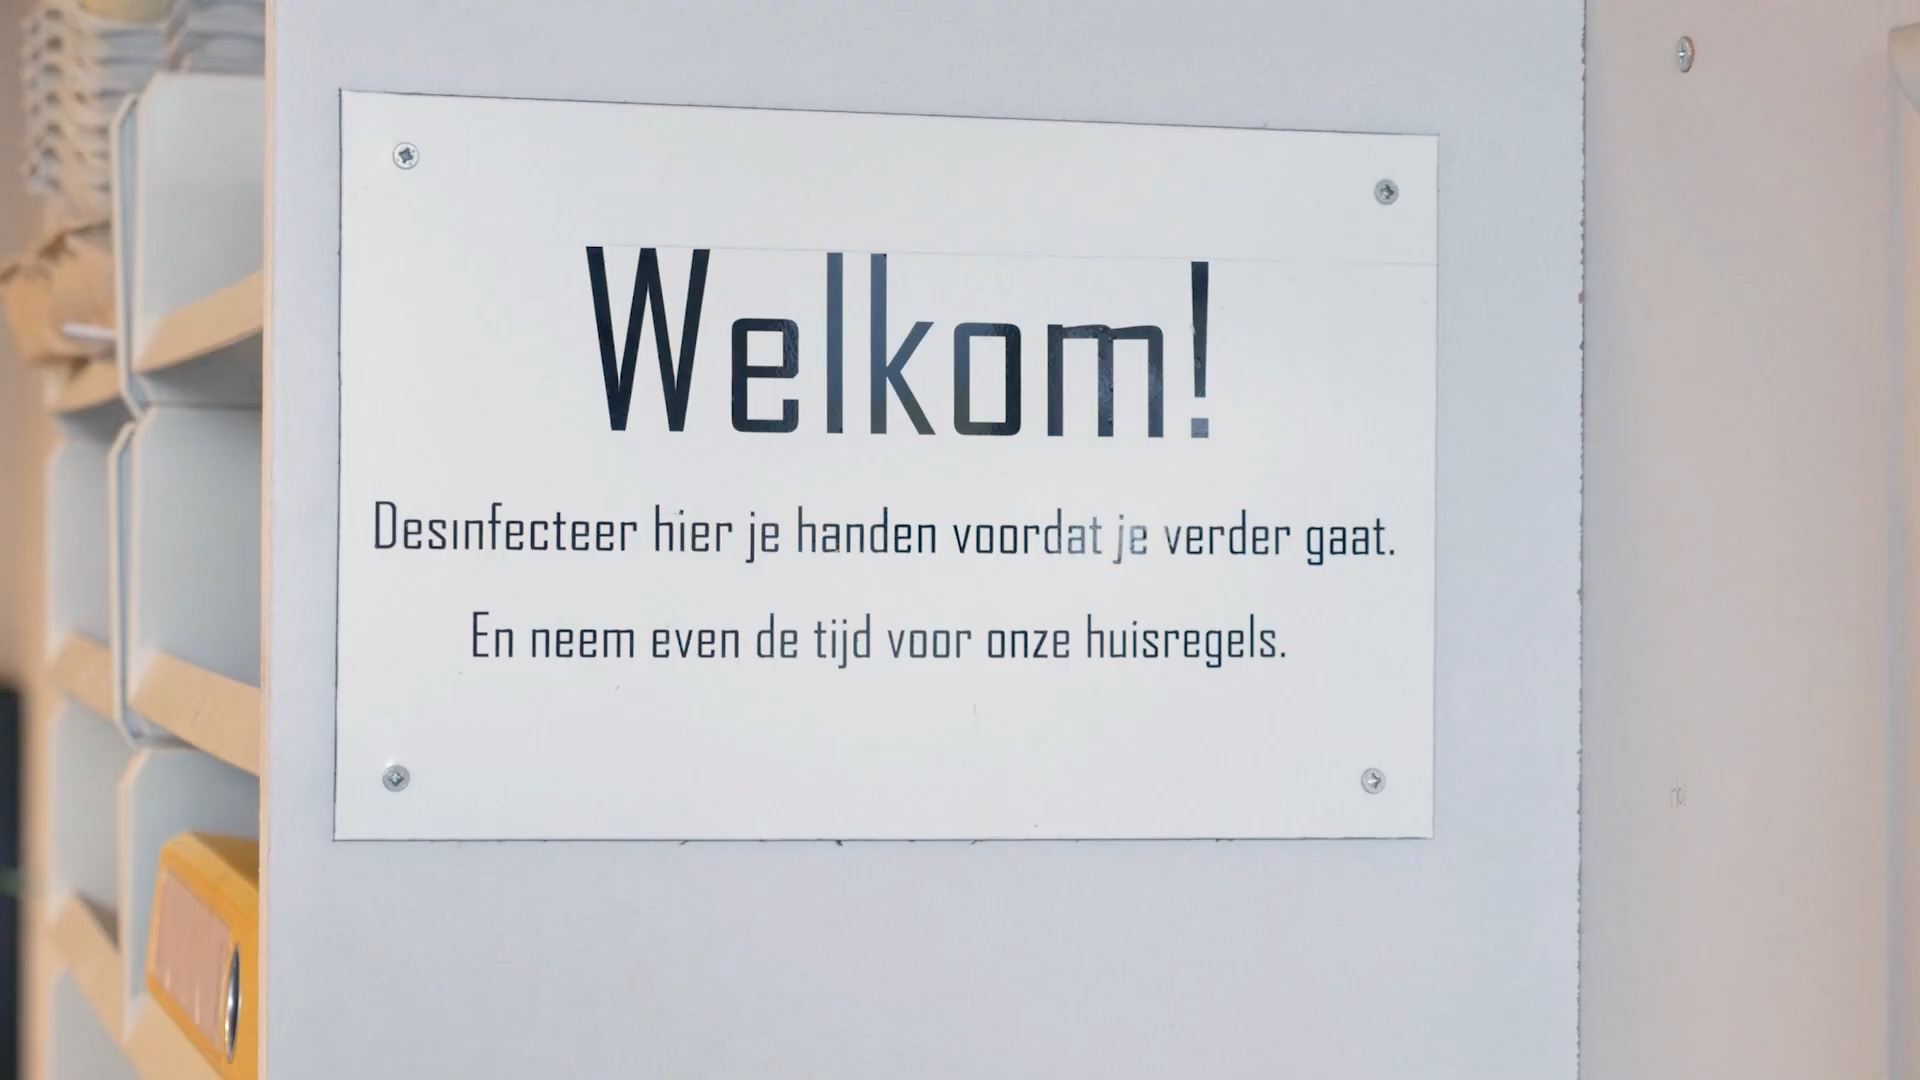 Welkom!
Desinfecteer hier je handen voordat je verder gaat.
En neem even de tijd voor onze huisregels.